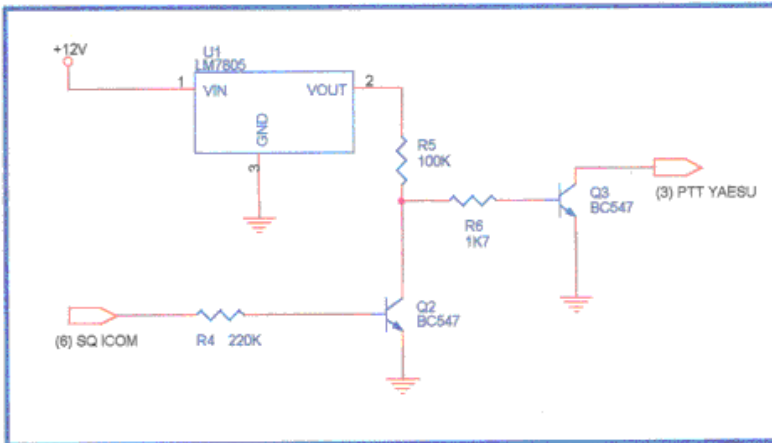 +12V
U1
LM7805
1
VIN
VOUT
2
GND
3
R5
100K
R6
1K7
Q3
BC547
(3) PTT YAESU
Q2
BC547
(6) SQ ICOM
R4 220K